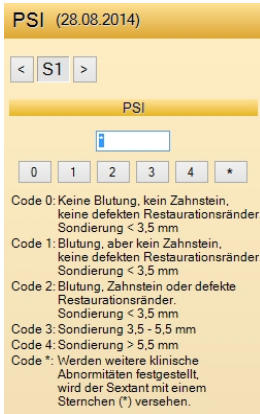 PSI (28.08.2014)
< S1 >
PSI
*
0 1 2 3 4 *
Code 0: Keine Blutung, kein Zahnstein,
keine defekten Restaurationsränder
Sondierung < 3,5 mm
Code 1: Blutung, aber kein Zahnstein,
keine defekten Restaurationsränder
Sondierung < 3,5 mm
Code 2: Blutung, Zahnstein oder defekte
Restaurationsränder.
Sondierung < 3,5 mm
Code 3: Sondierung 3,5 - 5,5 mm
Code 4: Sondierung > 5,5 mm
Code *: Werden weitere klinische
Abnormitäten festgestellt,
wird der Sextant mit einem
Sternchen (*) versehen.